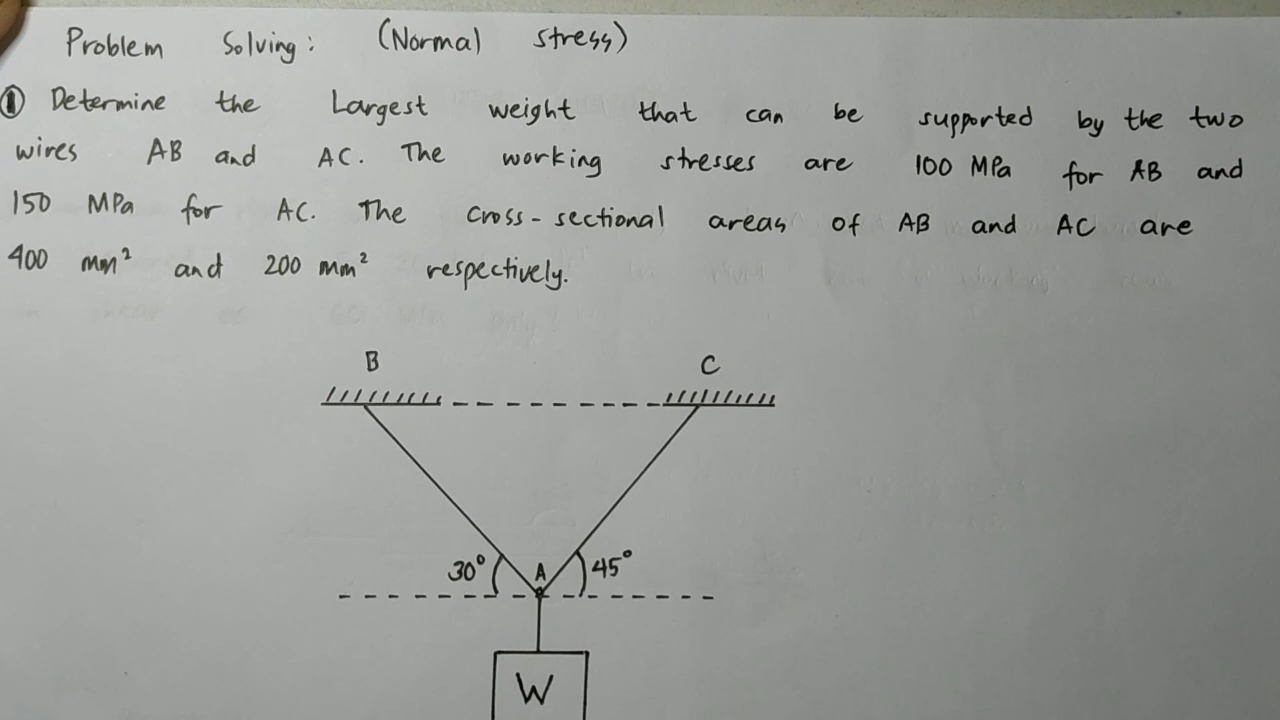 Problem Solving: (Normal stress)
① Determine the Largest weight that can be supported by the two
wires AB and AC. The working stresses are 100 MPa for AB and
150 MPa for AC. The cross-sectional areas of AB and AC are
400 mm² and 200 mm² respectively.
B C
30° A 45°
W